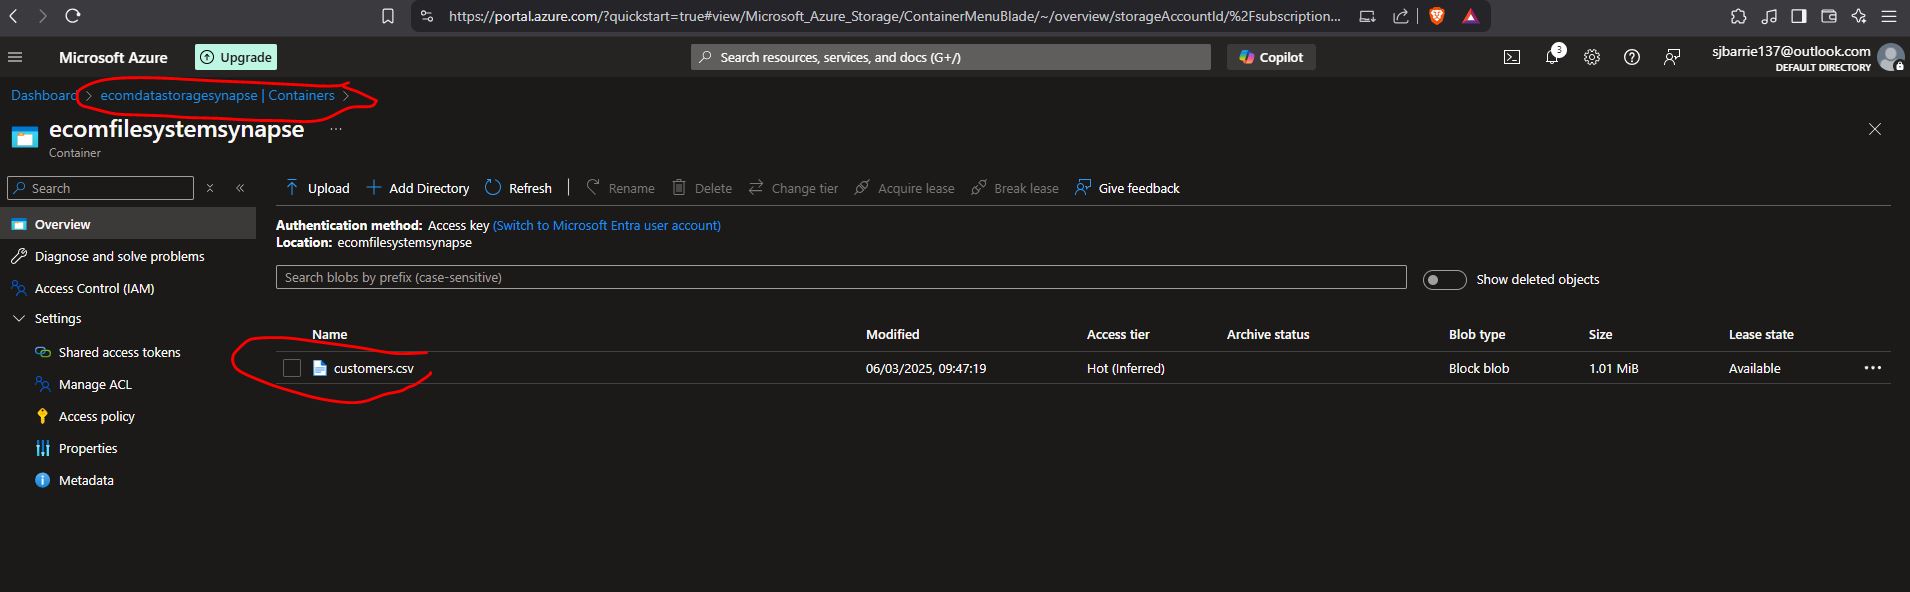 https://portal.azure.com/?quickstart=true#view/Microsoft_Azure_Storage/ContainerMenuBlade/~/overview/storageAccountId/%2Fsubscription...
Microsoft Azure
Upgrade
Search resources, services, and docs (G+/)
Copilot
3
sjbarrie137@outlook.com
DEFAULT DIRECTORY
Dashboard > ecomdatastoragesynapse | Containers >
ecomfilesystemsynapse ...
Container
Search
Overview
Diagnose and solve problems
Access Control (IAM)
Settings
Shared access tokens
Manage ACL
Access policy
Properties
Metadata
Upload Add Directory Refresh Rename Delete Change tier Acquire lease Break lease Give feedback
Authentication method: Access key (Switch to Microsoft Entra user account)
Location: ecomfilesystemsynapse
Search blobs by prefix (case-sensitive)
Show deleted objects
Name Modified Access tier Archive status Blob type Size Lease state
customers.csv 06/03/2025, 09:47:19 Hot (Inferred) Block blob 1.01 MiB Available ...